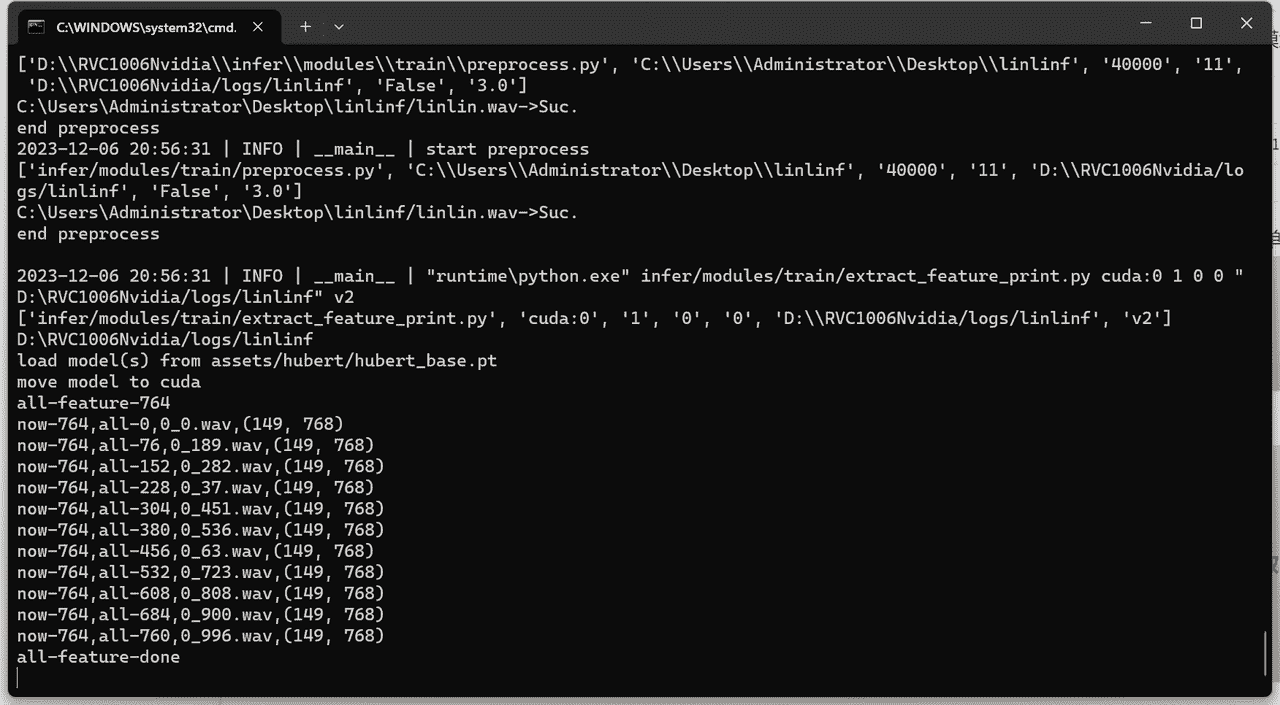 C:\WINDOWS\system32\cmd.
['D:\\RVC1006Nvidia\\infer\\modules\\train\\preprocess.py', 'C:\\Users\\Administrator\\Desktop\\linlinf', '40000', '11',
'D:\\RVC1006Nvidia/logs/linlinf', 'False', '3.0']
C:\Users\Administrator\Desktop\linlinf/linlin.wav->Suc.
end preprocess
2023-12-06 20:56:31 | INFO | __main__ | start preprocess
['infer/modules/train/preprocess.py', 'C:\\Users\\Administrator\\Desktop\\linlinf', '40000', '11', 'D:\\RVC1006Nvidia/lo
gs/linlinf', 'False', '3.0']
C:\Users\Administrator\Desktop\linlinf/linlin.wav->Suc.
end preprocess
2023-12-06 20:56:31 | INFO | __main__ | "runtime\python.exe" infer/modules/train/extract_feature_print.py cuda:0 1 0 0 "
D:\RVC1006Nvidia/logs/linlinf" v2
['infer/modules/train/extract_feature_print.py', 'cuda:0', '1', '0', '0', 'D:\\RVC1006Nvidia/logs/linlinf', 'v2']
D:\RVC1006Nvidia/logs/linlinf
load model(s) from assets/hubert/hubert_base.pt
move model to cuda
all-feature-764
now-764,all-0,0_0.wav,(149, 768)
now-764,all-76,0_189.wav,(149, 768)
now-764,all-152,0_282.wav,(149, 768)
now-764,all-228,0_37.wav,(149, 768)
now-764,all-304,0_451.wav,(149, 768)
now-764,all-380,0_536.wav,(149, 768)
now-764,all-456,0_63.wav,(149, 768)
now-764,all-532,0_723.wav,(149, 768)
now-764,all-608,0_808.wav,(149, 768)
now-764,all-684,0_900.wav,(149, 768)
now-764,all-760,0_996.wav,(149, 768)
all-feature-done